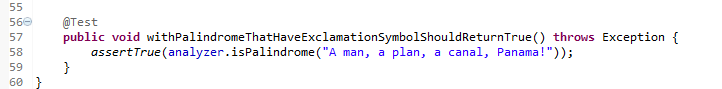 55
56 @Test
57 public void withPalindromeThatHaveExclamationSymbolShouldReturnTrue() throws Exception {
58 assertTrue(analyzer.isPalindrome("A man, a plan, a canal, Panama!"));
59 }
60 }